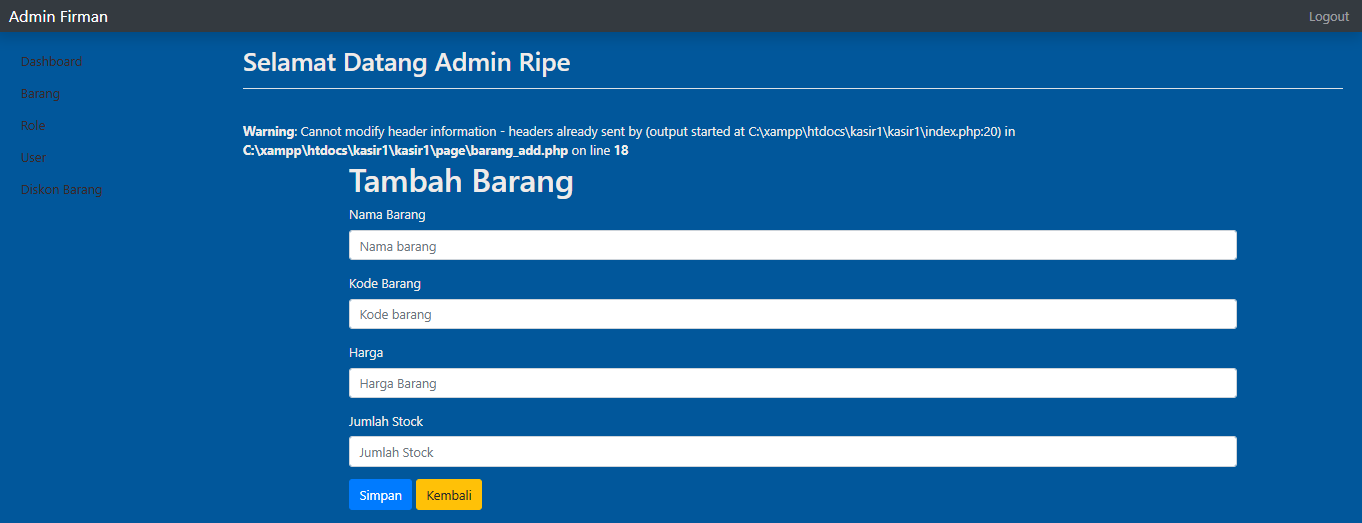 Admin Firman
Logout
Dashboard
Barang
Role
User
Diskon Barang
Selamat Datang Admin Ripe
Warning: Cannot modify header information - headers already sent by (output started at C:\xampp\htdocs\kasir1\kasir1\index.php:20) in
C:\xampp\htdocs\kasir1\kasir1\page\barang_add.php on line 18
Tambah Barang
Nama Barang
Nama barang
Kode Barang
Kode barang
Harga
Harga Barang
Jumlah Stock
Jumlah Stock
Simpan
Kembali